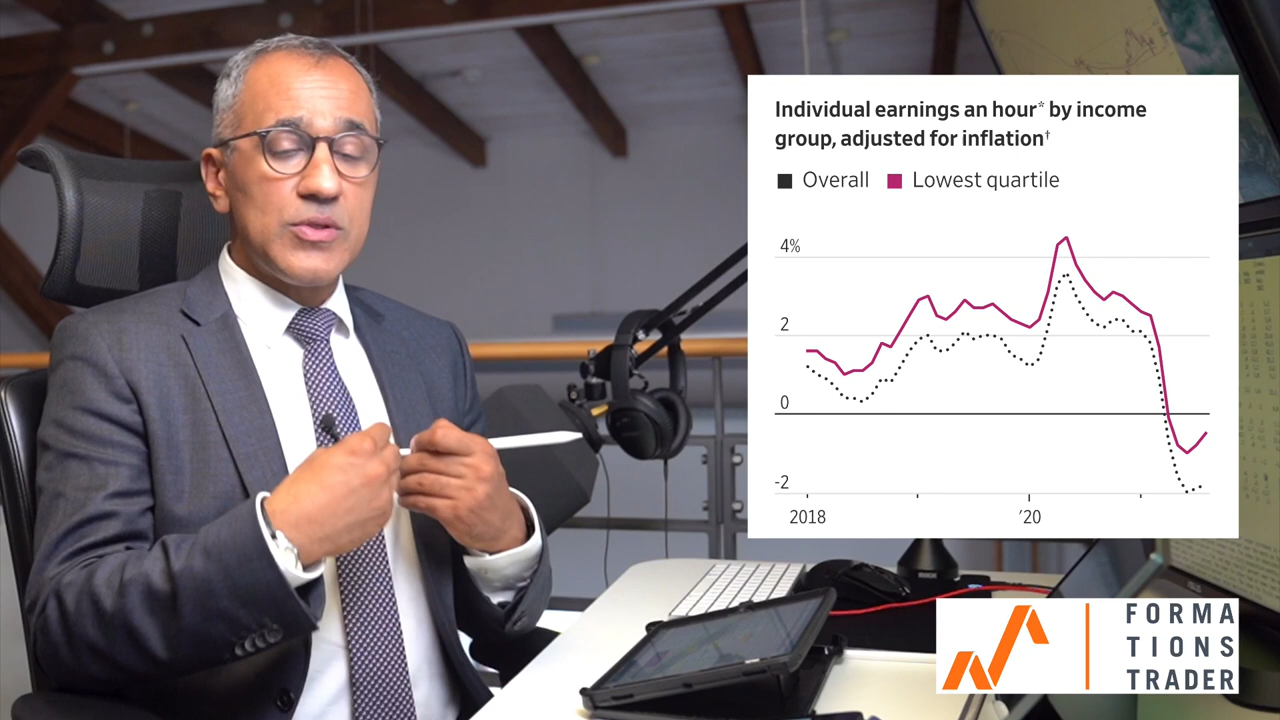 Individual earnings an hour* by income
group, adjusted for inflation†
Overall Lowest quartile
4%
2
0
-2
2018 '20
FORMA
TIONS
TRADER